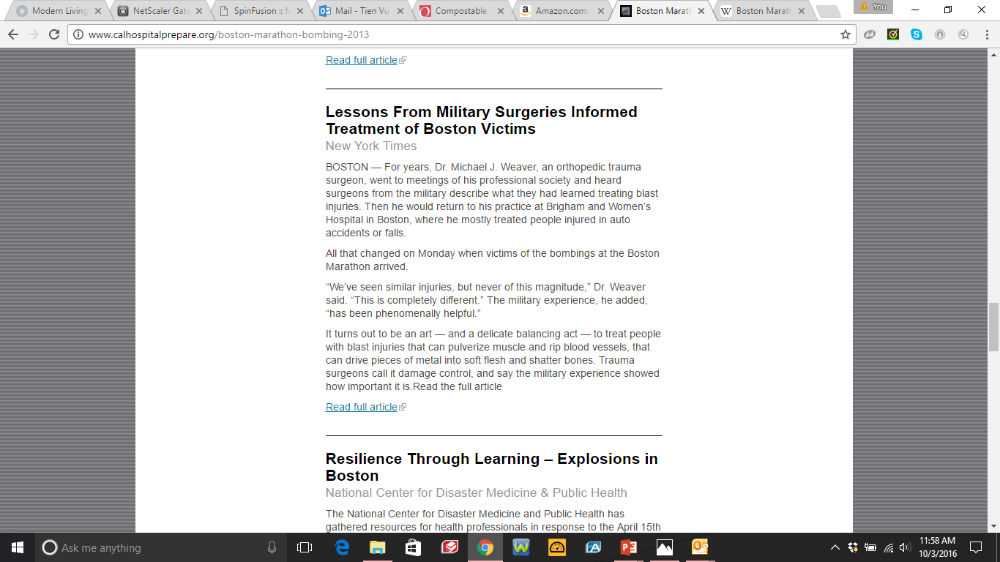 Modern Living
NetScaler Gate
SpinFusion :: M
Mail - Tien Vu
Compostable
Amazon.com:
Boston Marath
Boston Marath
You
www.calhospitalprepare.org/boston-marathon-bombing-2013
Read full article
Lessons From Military Surgeries Informed
Treatment of Boston Victims
New York Times
BOSTON — For years, Dr. Michael J. Weaver, an orthopedic trauma
surgeon, went to meetings of his professional society and heard
surgeons from the military describe what they had learned treating blast
injuries. Then he would return to his practice at Brigham and Women’s
Hospital in Boston, where he mostly treated people injured in auto
accidents or falls.
All that changed on Monday when victims of the bombings at the Boston
Marathon arrived.
“We’ve seen similar injuries, but never of this magnitude,” Dr. Weaver
said. “This is completely different.” The military experience, he added,
“has been phenomenally helpful.”
It turns out to be an art — and a delicate balancing act — to treat people
with blast injuries that can pulverize muscle and rip blood vessels, that
can drive pieces of metal into soft flesh and shatter bones. Trauma
surgeons call it damage control, and say the military experience showed
how important it is.Read the full article
Read full article
Resilience Through Learning – Explosions in
Boston
National Center for Disaster Medicine & Public Health
The National Center for Disaster Medicine and Public Health has
gathered resources for health professionals in response to the April 15th
Ask me anything
11:58 AM
10/3/2016